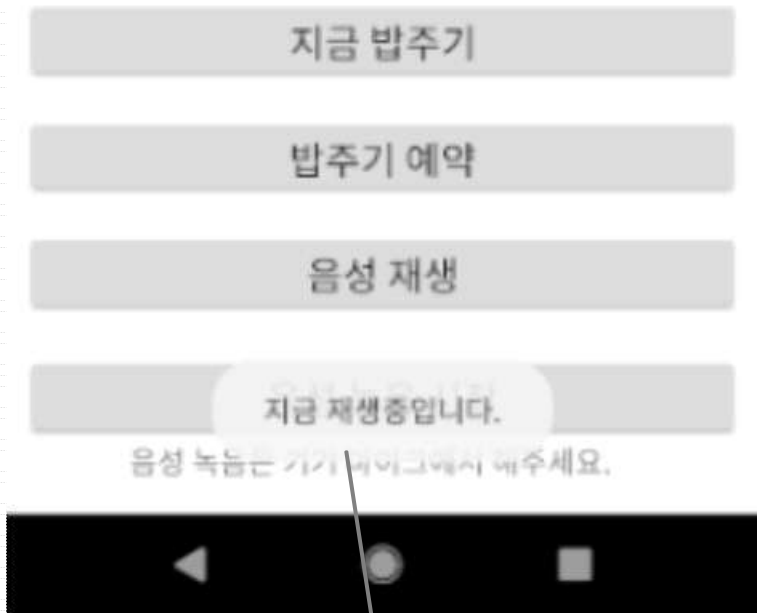 지금 밥주기
밥주기 예약
음성 재생
지금 재생중입니다.
음성 녹음은 기기 마이크에서 해주세요.